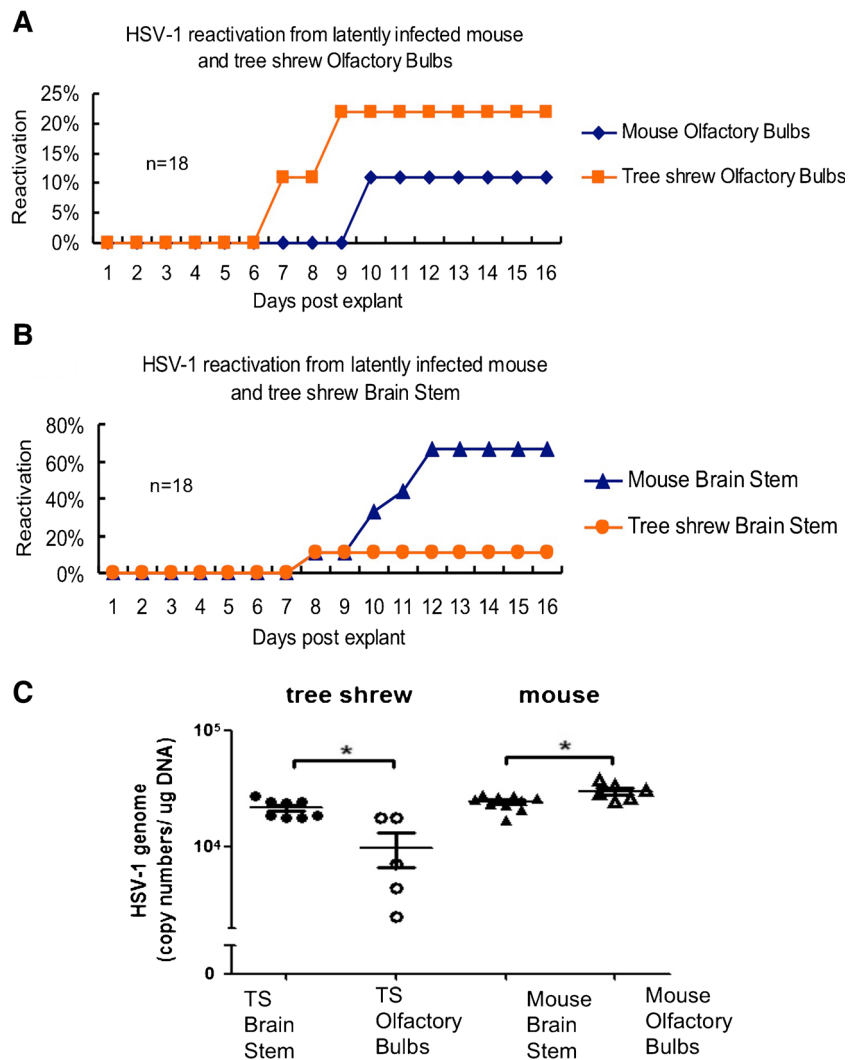 A
HSV-1 reactivation from latently infected mouse
and tree shrew Olfactory Bulbs
25%
20%
15%
10%
5%
0%
Reactivation
n=18
Mouse Olfactory Bulbs
Tree shrew Olfactory Bulbs
1 2 3 4 5 6 7 8 9 10 11 12 13 14 15 16
Days post explant
B
HSV-1 reactivation from latently infected mouse
and tree shrew Brain Stem
80%
60%
40%
20%
0%
Reactivation
n=18
Mouse Brain Stem
Tree shrew Brain Stem
1 2 3 4 5 6 7 8 9 10 11 12 13 14 15 16
Days post explant
C
tree shrew mouse
10⁵
10⁴
0
HSV-1 genome
(copy numbers/ ug DNA)
* *
TS
Brain
Stem
TS
Olfactory
Bulbs
Mouse
Brain
Stem
Mouse
Olfactory
Bulbs